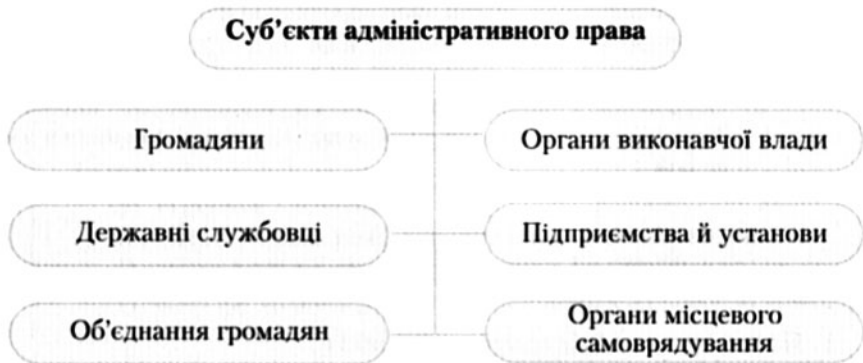 Суб’єкти адміністративного права
Громадяни
Органи виконавчої влади
Державні службовці
Підприємства й установи
Об’єднання громадян
Органи місцевого
самоврядування